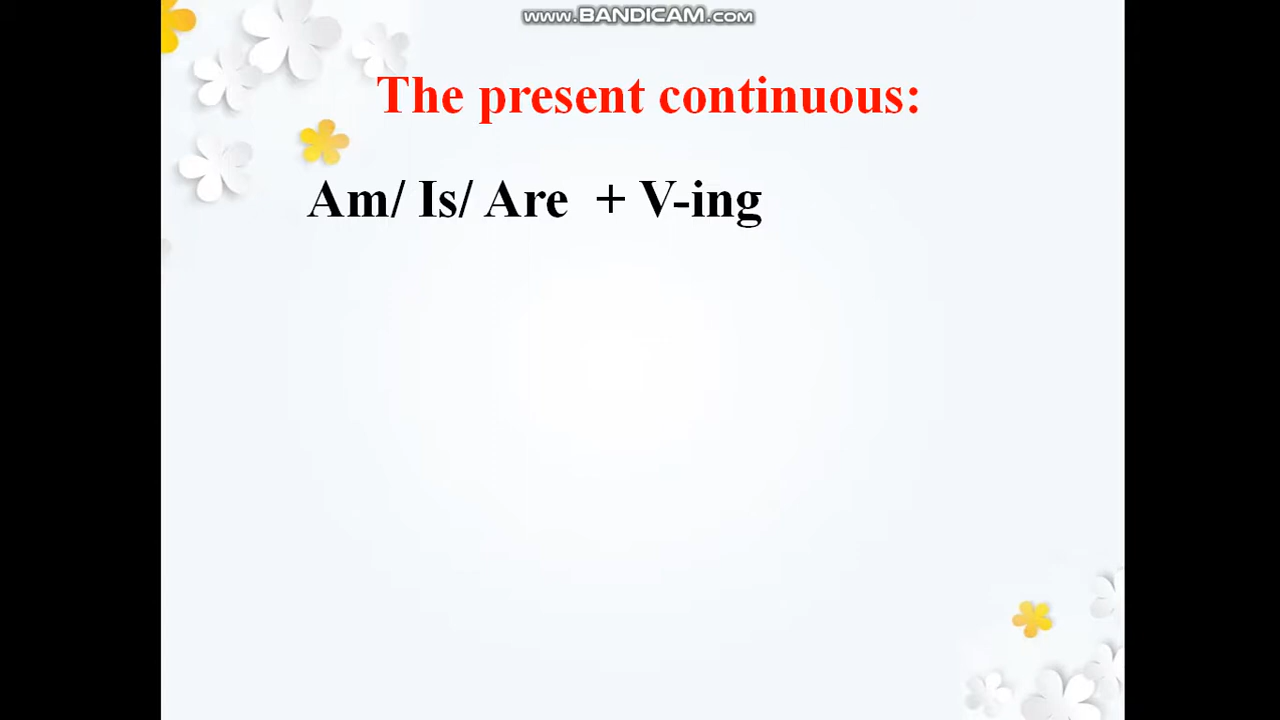 WWW.BANDICAM.COM
The present continuous:
Am/ Is/ Are + V-ing